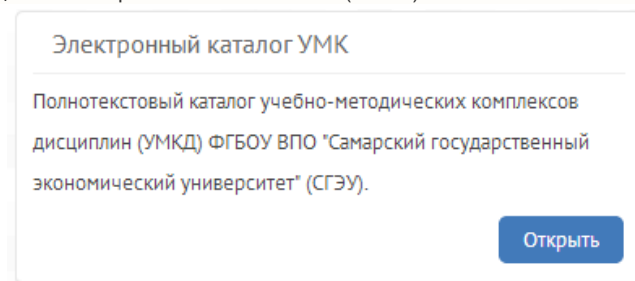 Электронный каталог УМК
Полнотекстовый каталог учебно-методических комплексов
дисциплин (УМКД) ФГБОУ ВПО "Самарский государственный
экономический университет" (СГЭУ).
Открыть